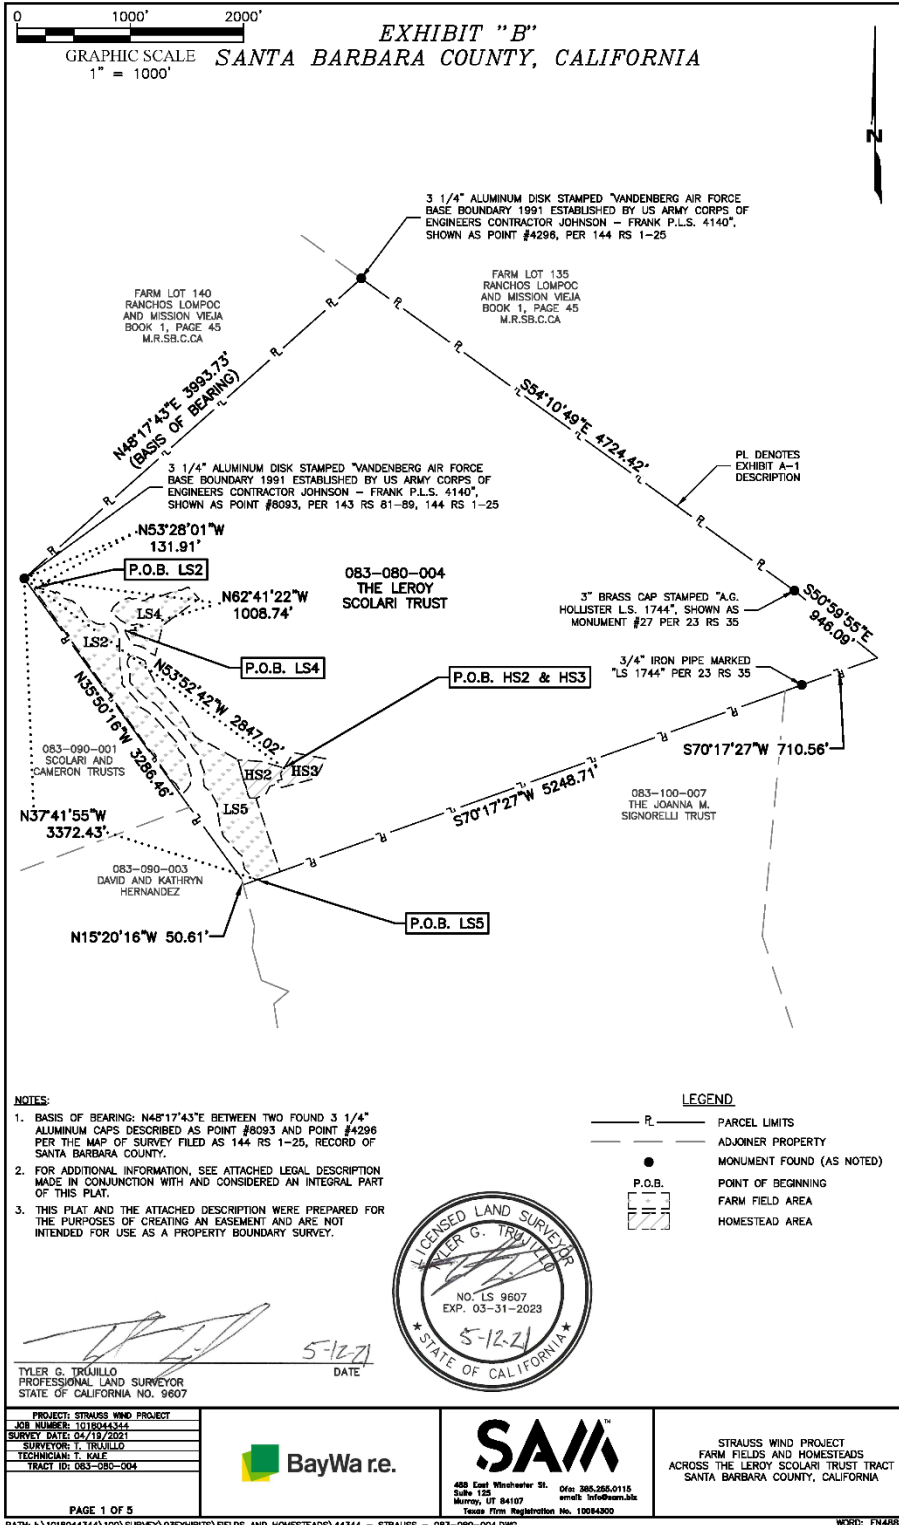 0 1000' 2000'
GRAPHIC SCALE
1" = 1000'
EXHIBIT "B"
SANTA BARBARA COUNTY, CALIFORNIA
N
3 1/4" ALUMINUM DISK STAMPED "VANDENBERG AIR FORCE
BASE BOUNDARY 1991 ESTABLISHED BY US ARMY CORPS OF
ENGINEERS CONTRACTOR JOHNSON - FRANK P.L.S. 4140",
SHOWN AS POINT #4296, PER 144 RS 1-25
FARM LOT 140
RANCHOS LOMPOC
AND MISSION VIEJA
BOOK 1, PAGE 45
M.R.SB.C.CA
FARM LOT 135
RANCHOS LOMPOC
AND MISSION VIEJA
BOOK 1, PAGE 45
M.R.SB.C.CA
N48°17'43"E 3993.73'
(BASIS OF BEARING)
S54°10'49"E 4724.42'
PL DENOTES
EXHIBIT A-1
DESCRIPTION
3 1/4" ALUMINUM DISK STAMPED "VANDENBERG AIR FORCE
BASE BOUNDARY 1991 ESTABLISHED BY US ARMY CORPS OF
ENGINEERS CONTRACTOR JOHNSON - FRANK P.L.S. 4140",
SHOWN AS POINT #8093, PER 143 RS 81-89, 144 RS 1-25
N53°28'01"W
131.91'
P.O.B. LS2
083-080-004
THE LEROY
SCOLARI TRUST
N62°41'22"W
1008.74'
3" BRASS CAP STAMPED "A.G.
HOLLISTER L.S. 1744", SHOWN AS
MONUMENT #27 PER 23 RS 35
S50°59'55"E
946.09'
LS4
LS2
P.O.B. LS4
3/4" IRON PIPE MARKED
"LS 1744" PER 23 RS 35
N53°52'42"W 2847.02'
P.O.B. HS2 & HS3
N35°50'16"W 3286.46'
083-090-001
SCOLARI AND
CAMERON TRUSTS
HS2
HS3
S70°17'27"W 710.56'
S70°17'27"W 5248.71'
083-100-007
THE JOANNA M.
SIGNORELLI TRUST
LS5
N37°41'55"W
3372.43'
083-090-003
DAVID AND KATHRYN
HERNANDEZ
P.O.B. LS5
N15°20'16"W 50.61'
NOTES:
1. BASIS OF BEARING: N48°17'43"E BETWEEN TWO FOUND 3 1/4"
ALUMINUM CAPS DESCRIBED AS POINT #8093 AND POINT #4296
PER THE MAP OF SURVEY FILED AS 144 RS 1-25, RECORD OF
SANTA BARBARA COUNTY.
2. FOR ADDITIONAL INFORMATION, SEE ATTACHED LEGAL DESCRIPTION
MADE IN CONJUNCTION WITH AND CONSIDERED AN INTEGRAL PART
OF THIS PLAT.
3. THIS PLAT AND THE ATTACHED DESCRIPTION WERE PREPARED FOR
THE PURPOSES OF CREATING AN EASEMENT AND ARE NOT
INTENDED FOR USE AS A PROPERTY BOUNDARY SURVEY.
LEGEND
PARCEL LIMITS
ADJOINER PROPERTY
MONUMENT FOUND (AS NOTED)
P.O.B. POINT OF BEGINNING
FARM FIELD AREA
HOMESTEAD AREA
LICENSED LAND SURVEYOR
TYLER G. TRUJILLO
NO. LS 9607
EXP. 03-31-2023
5-12-21
STATE OF CALIFORNIA
5-12-21
DATE
TYLER G. TRUJILLO
PROFESSIONAL LAND SURVEYOR
STATE OF CALIFORNIA NO. 9607
PROJECT: STRAUSS WIND PROJECT
JOB NUMBER: 1018044344
SURVEY DATE: 04/19/2021
SURVEYOR: T. TRUJILLO
TECHNICIAN: T. KALE
TRACT ID: 083-080-004
PAGE 1 OF 5
BayWa r.e.
SAM
488 East Winchester St.
Suite 125
Murray, UT 84107
Ofc: 385.255.0115
email: info@sam.biz
Texas Firm Registration No. 10064300
STRAUSS WIND PROJECT
FARM FIELDS AND HOMESTEADS
ACROSS THE LEROY SCOLARI TRUST TRACT
SANTA BARBARA COUNTY, CALIFORNIA